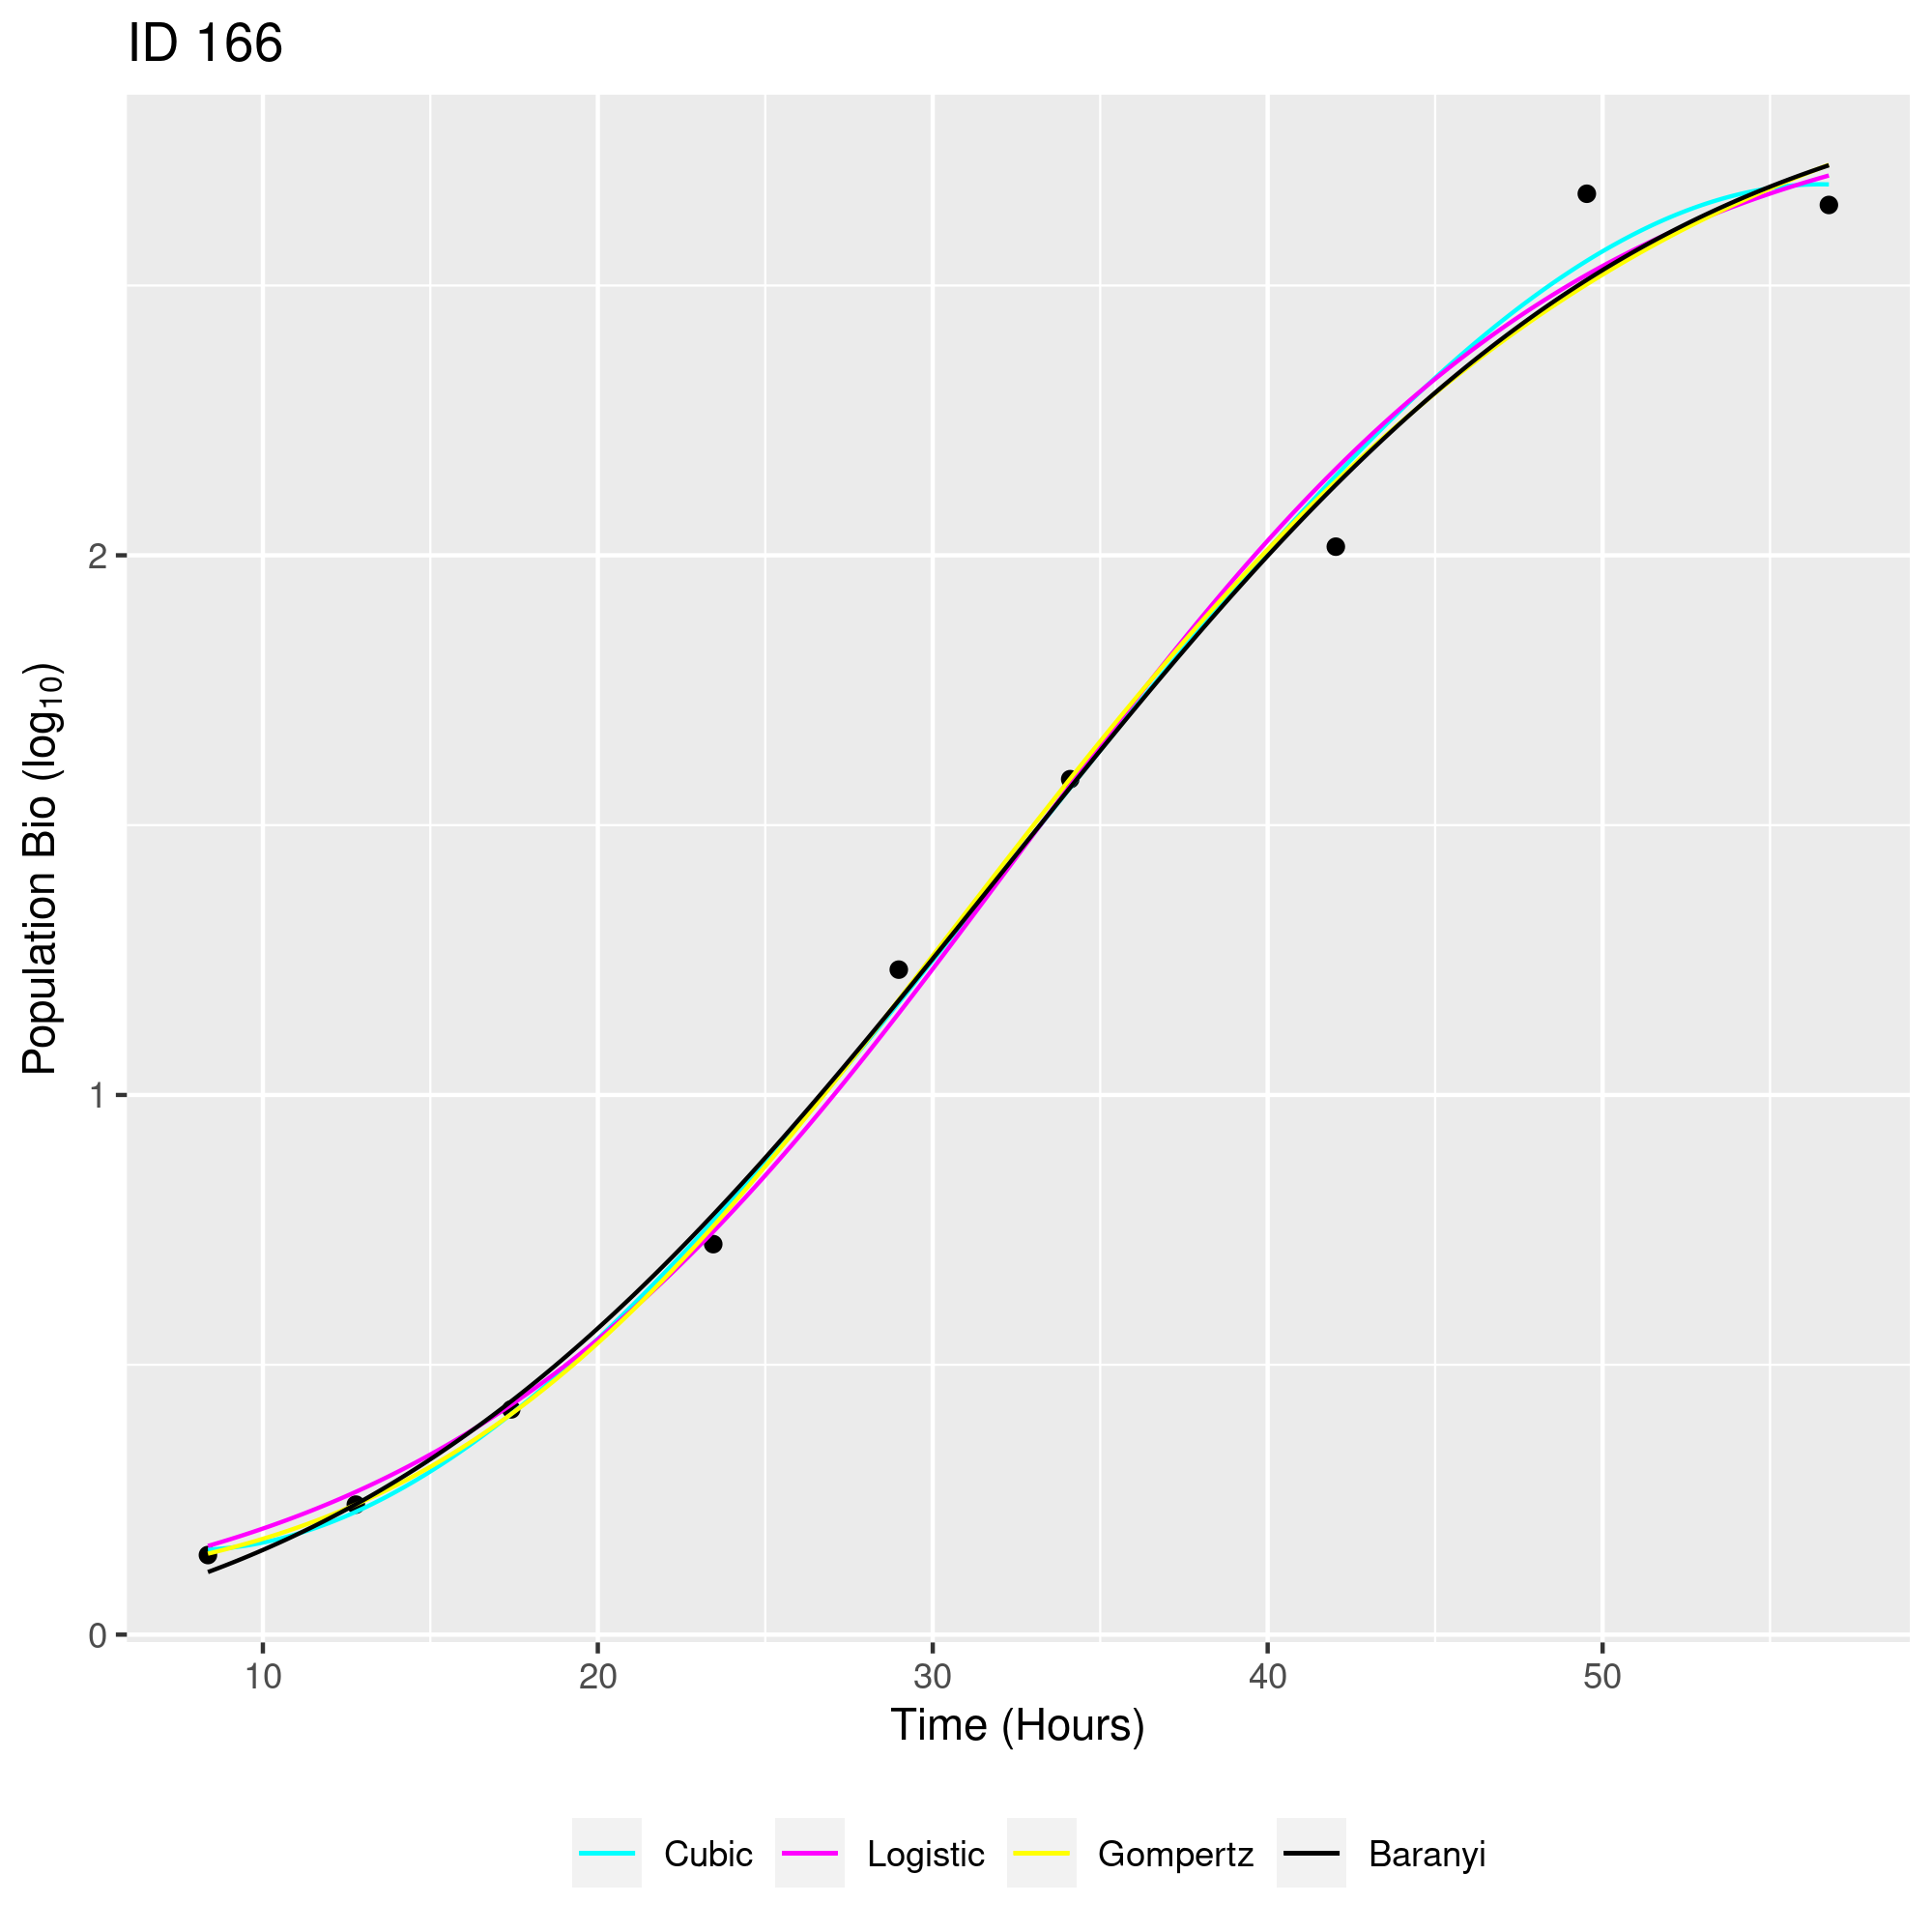 ID 166
Population Bio (log₁₀)
2
1
0
10 20 30 40 50
Time (Hours)
Cubic Logistic Gompertz Baranyi